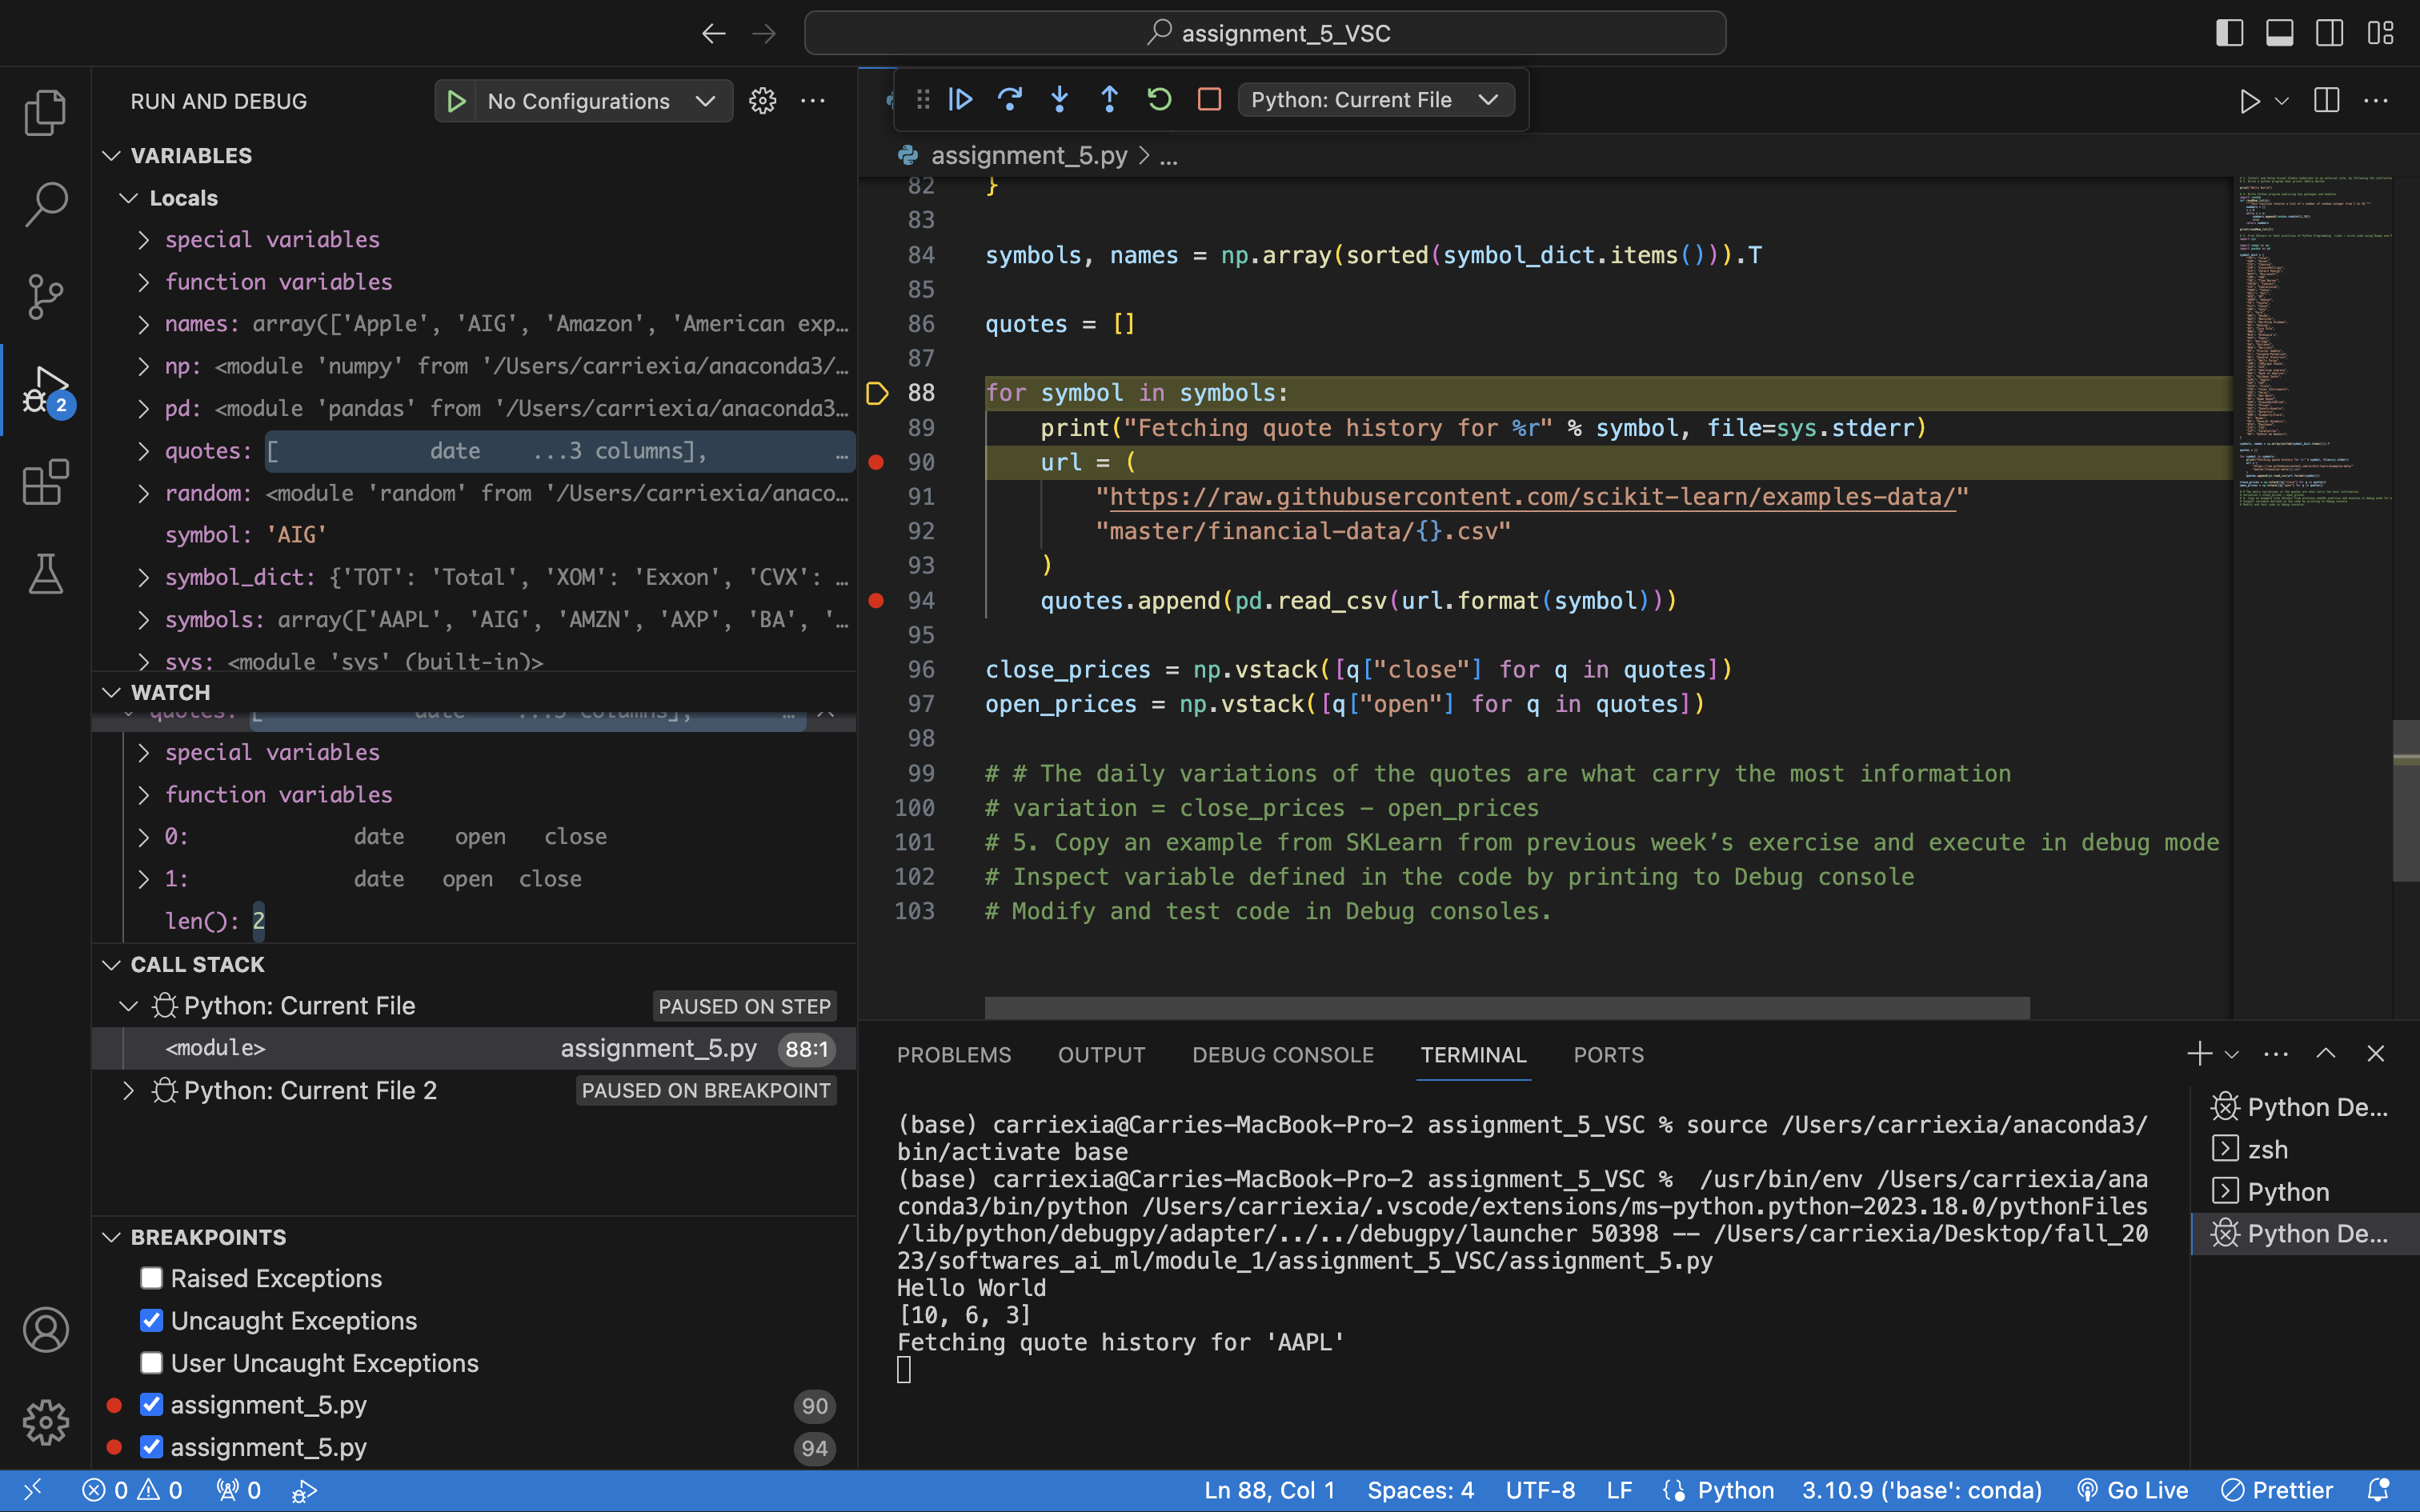 assignment_5_VSC
RUN AND DEBUG
No Configurations
Python: Current File
VARIABLES
Locals
special variables
function variables
names: array(['Apple', 'AIG', 'Amazon', 'American exp…
np: <module 'numpy' from '/Users/carriexia/anaconda3/…
pd: <module 'pandas' from '/Users/carriexia/anaconda3…
quotes: [ date ...3 columns], …
random: <module 'random' from '/Users/carriexia/anaco…
symbol: 'AIG'
symbol_dict: {'TOT': 'Total', 'XOM': 'Exxon', 'CVX': …
symbols: array(['AAPL', 'AIG', 'AMZN', 'AXP', 'BA', '…
sys: <module 'sys' (built-in)>
WATCH
quotes: [ date ...3 columns], …
special variables
function variables
0: date open close
1: date open close
len(): 2
CALL STACK
Python: Current File PAUSED ON STEP
<module> assignment_5.py 88:1
Python: Current File 2 PAUSED ON BREAKPOINT
BREAKPOINTS
Raised Exceptions
Uncaught Exceptions
User Uncaught Exceptions
assignment_5.py 90
assignment_5.py 94
2
assignment_5.py > ...
82 }
83
84 symbols, names = np.array(sorted(symbol_dict.items())).T
85
86 quotes = []
87
88 for symbol in symbols:
89 print("Fetching quote history for %r" % symbol, file=sys.stderr)
90 url = (
91 "https://raw.githubusercontent.com/scikit-learn/examples-data/"
92 "master/financial-data/{}.csv"
93 )
94 quotes.append(pd.read_csv(url.format(symbol)))
95
96 close_prices = np.vstack([q["close"] for q in quotes])
97 open_prices = np.vstack([q["open"] for q in quotes])
98
99 # # The daily variations of the quotes are what carry the most information
100 # variation = close_prices - open_prices
101 # 5. Copy an example from SKLearn from previous week’s exercise and execute in debug mode
102 # Inspect variable defined in the code by printing to Debug console
103 # Modify and test code in Debug consoles.
PROBLEMS OUTPUT DEBUG CONSOLE TERMINAL PORTS
(base) carriexia@Carries-MacBook-Pro-2 assignment_5_VSC % source /Users/carriexia/anaconda3/
bin/activate base
(base) carriexia@Carries-MacBook-Pro-2 assignment_5_VSC %  /usr/bin/env /Users/carriexia/ana
conda3/bin/python /Users/carriexia/.vscode/extensions/ms-python.python-2023.18.0/pythonFiles
/lib/python/debugpy/adapter/../../debugpy/launcher 50398 -- /Users/carriexia/Desktop/fall_20
23/softwares_ai_ml/module_1/assignment_5_VSC/assignment_5.py
Hello World
[10, 6, 3]
Fetching quote history for 'AAPL'
Python De...
zsh
Python
Python De...
0 0 0
Ln 88, Col 1 Spaces: 4 UTF-8 LF Python 3.10.9 ('base': conda) Go Live Prettier